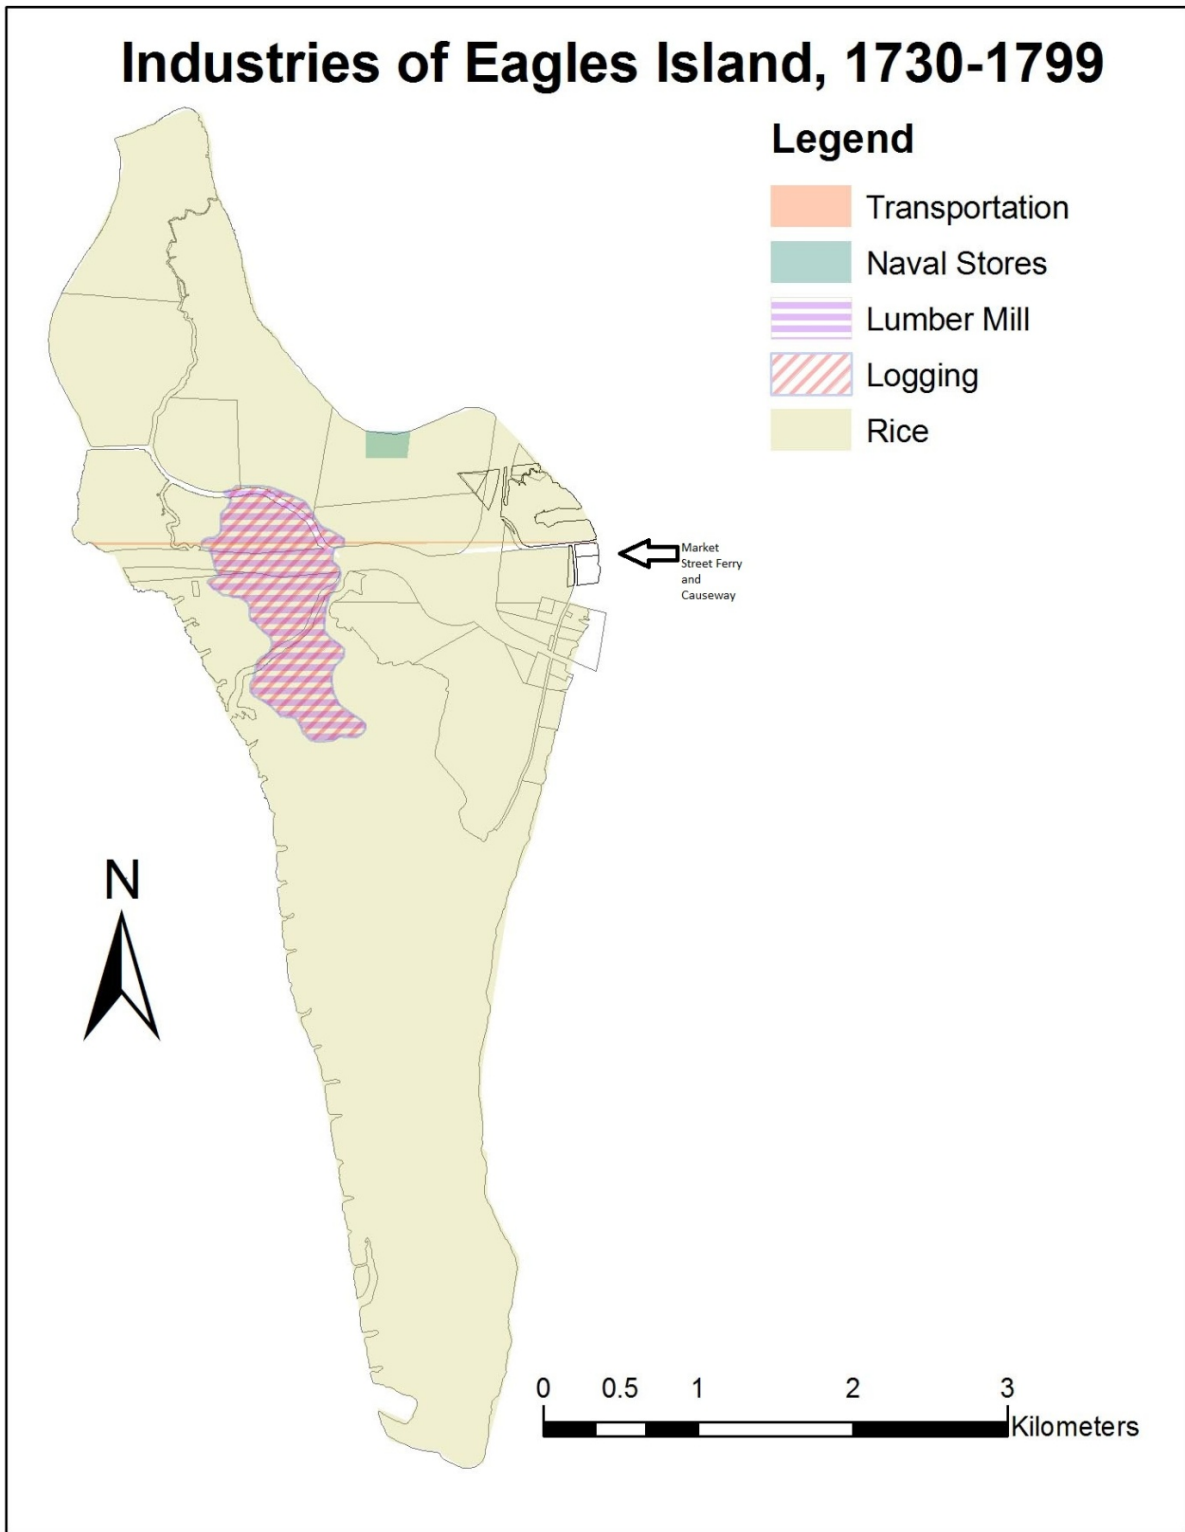 Industries of Eagles Island, 1730-1799
Legend
Transportation
Naval Stores
Lumber Mill
Logging
Rice
Market
Street Ferry
and
Causeway
N
0 0.5 1 2 3
Kilometers